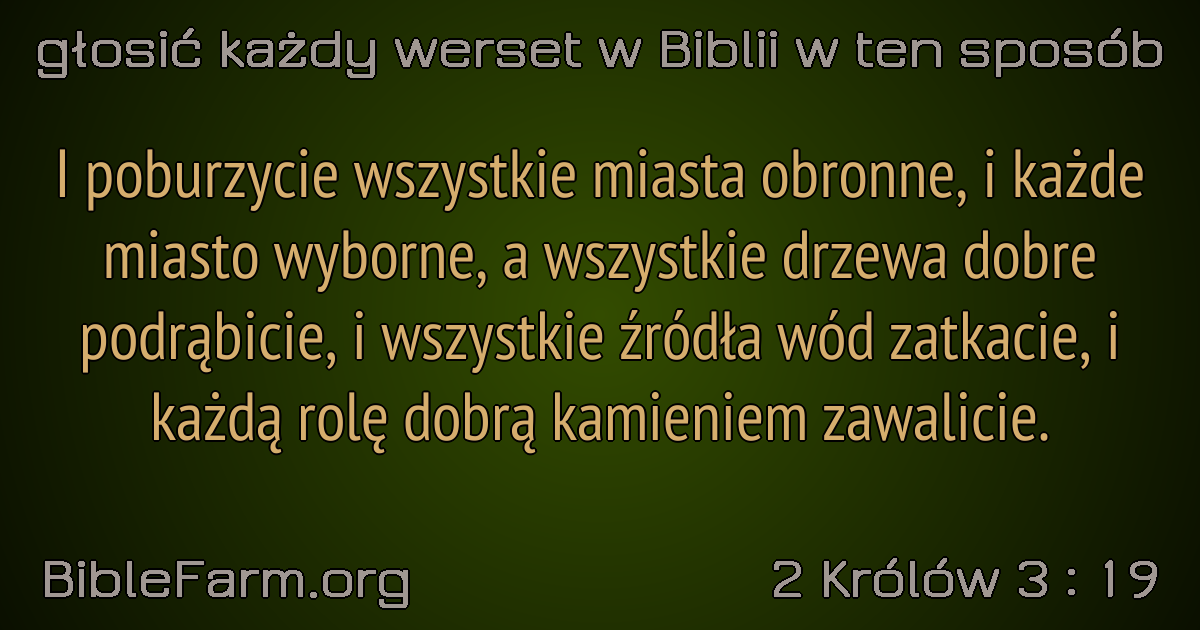 głosić każdy werset w Biblii w ten sposób
I poburzycie wszystkie miasta obronne, i każde
miasto wyborne, a wszystkie drzewa dobre
podrąbicie, i wszystkie źródła wód zatkacie, i
każdą rolę dobrą kamieniem zawalicie.
BibleFarm.org
2 Królów 3 : 19